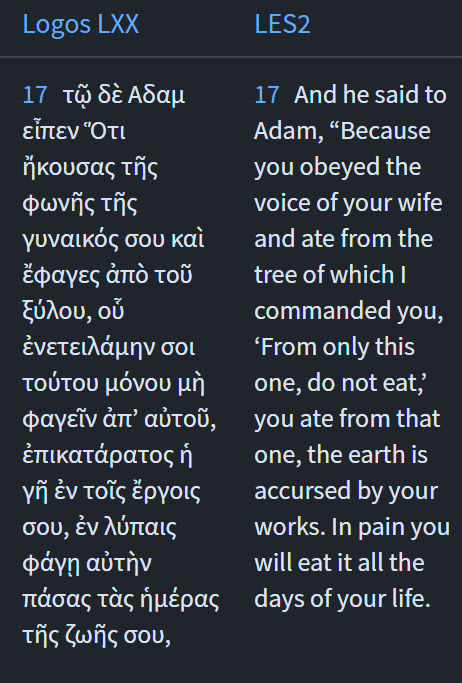 Logos LXX
LES2
17 τῷ δὲ Αδαμ
εἶπεν Ὅτι
ἤκουσας τῆς
φωνῆς τῆς
γυναικός σου καὶ
ἔφαγες ἀπὸ τοῦ
ξύλου, οὗ
ἐνετειλάμην σοι
τούτου μόνου μὴ
φαγεῖν ἀπ’ αὐτοῦ,
ἐπικατάρατος ἡ
γῆ ἐν τοῖς ἔργοις
σου, ἐν λύπαις
φάγῃ αὐτὴν
πάσας τὰς ἡμέρας
τῆς ζωῆς σου,
17 And he said to
Adam, “Because
you obeyed the
voice of your wife
and ate from the
tree of which I
commanded you,
‘From only this
one, do not eat,’
you ate from that
one, the earth is
accursed by your
works. In pain you
will eat it all the
days of your life.